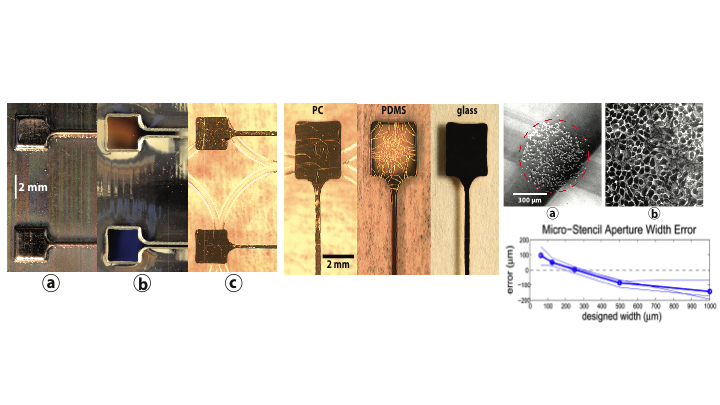 2 mm
ⓐ ⓑ ⓒ
PC PDMS glass
2 mm
300 µm
ⓐ ⓑ
Micro-Stencil Aperture Width Error
error (µm)
200
100
0
-100
-200
0 100 200 300 400 500 600 700 800 900 1000
designed width (µm)